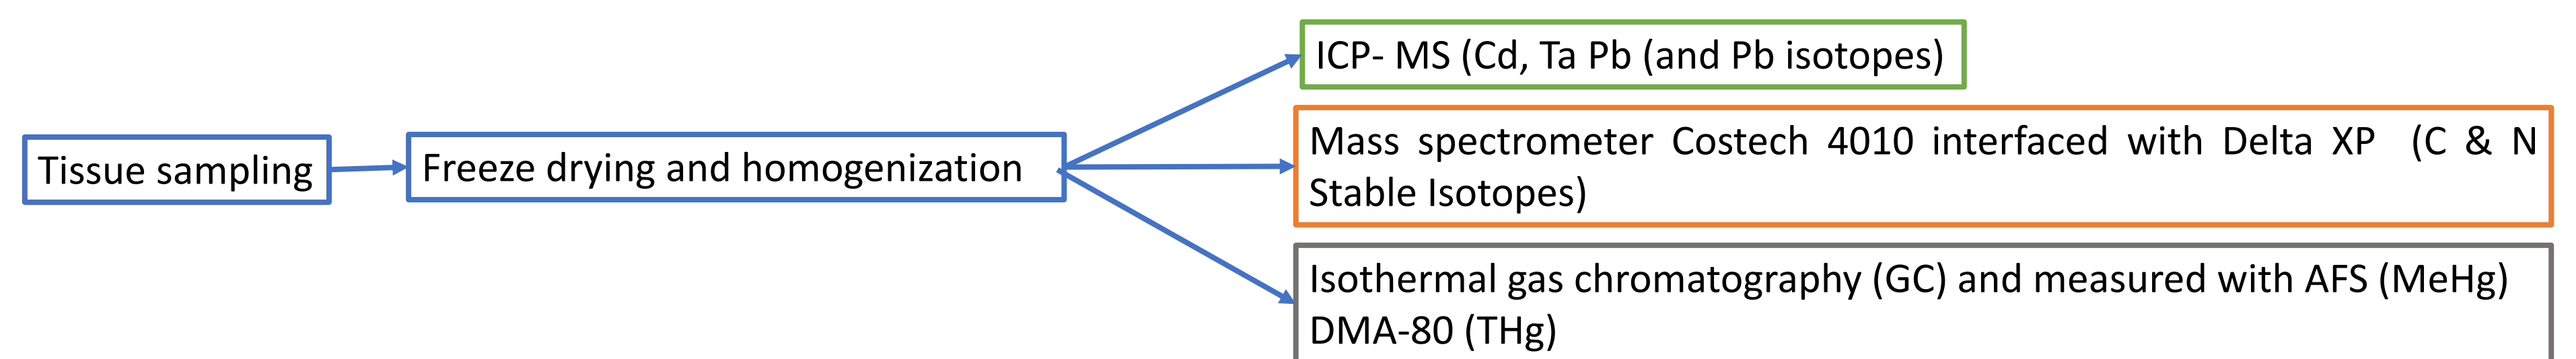 Tissue sampling
Freeze drying and homogenization
ICP- MS (Cd, Ta Pb (and Pb isotopes)
Mass spectrometer Costech 4010 interfaced with Delta XP (C & N
Stable Isotopes)
Isothermal gas chromatography (GC) and measured with AFS (MeHg)
DMA-80 (THg)